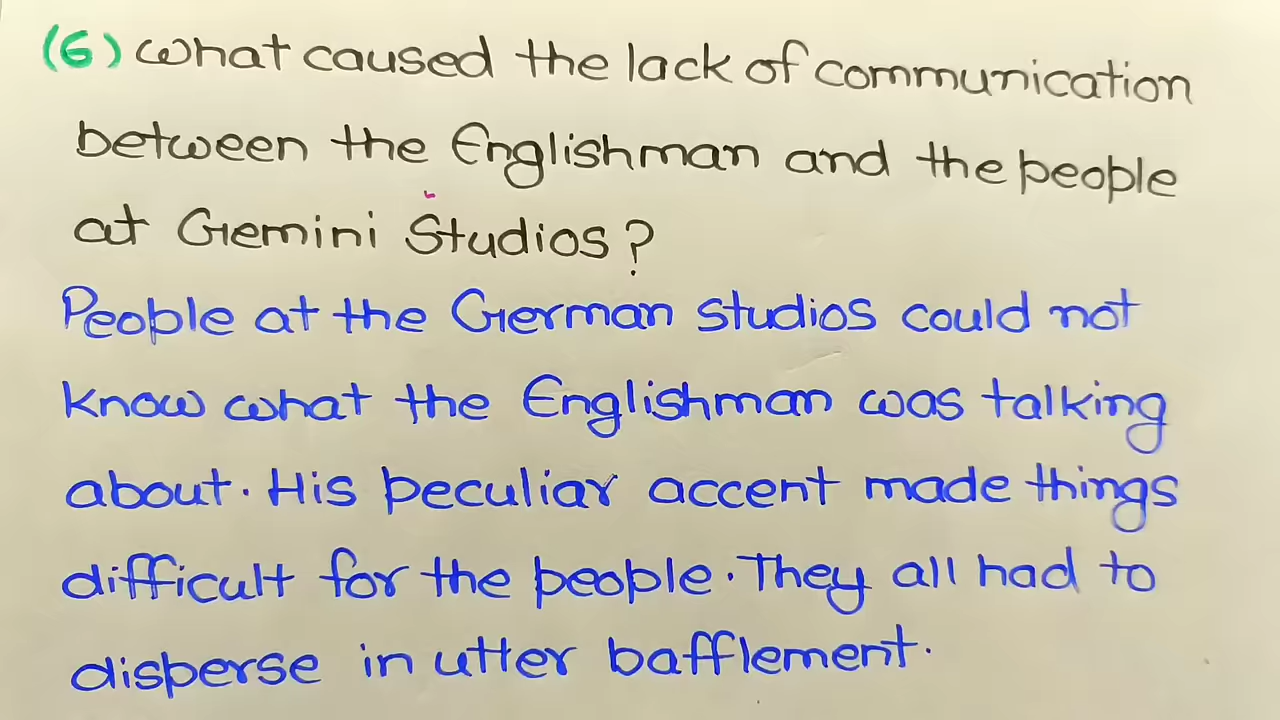 (6) What caused the lack of communication
between the Englishman and the people
at Gemini Studios?
People at the German studios could not
know what the Englishman was talking
about. His peculiar accent made things
difficult for the people. They all had to
disperse in utter bafflement.